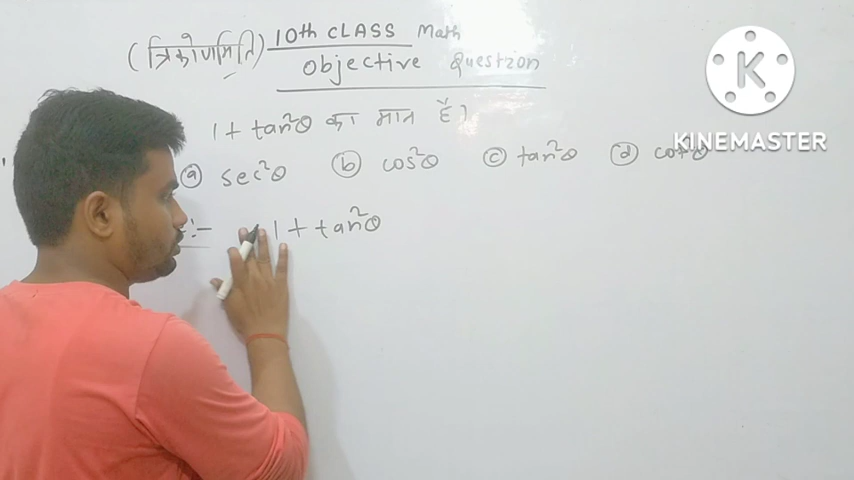 (त्रिकोणमिति) 10th CLASS Math
Objective Question
1 + tan²θ का मान है।
ⓐ sec²θ ⓑ cos²θ ⓒ tan²θ ⓓ cot²θ
:- 1 + tan²θ
K
KINEMASTER